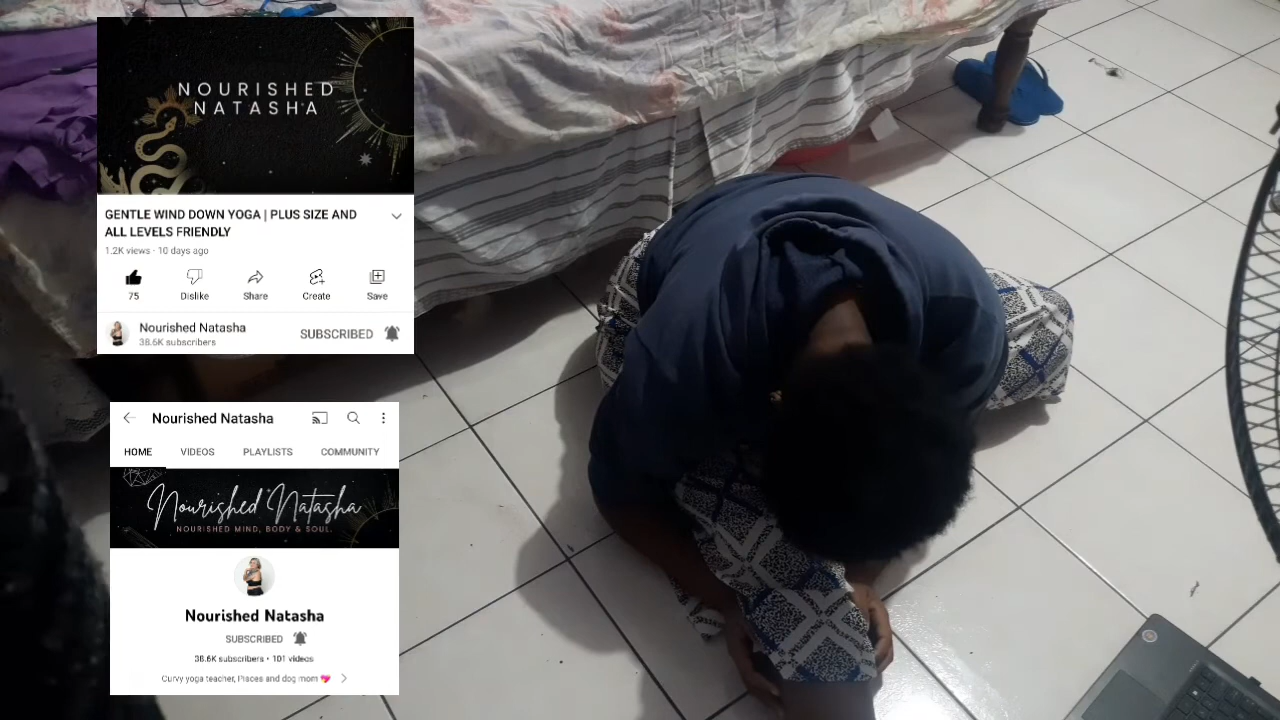 NOURISHED
NATASHA
GENTLE WIND DOWN YOGA | PLUS SIZE AND
ALL LEVELS FRIENDLY
1.2K views · 10 days ago
75
Dislike
Share
Create
Save
Nourished Natasha
38.6K subscribers
SUBSCRIBED
Nourished Natasha
HOME
VIDEOS
PLAYLISTS
COMMUNITY
Nourished Natasha
NOURISHED MIND, BODY & SOUL.
Nourished Natasha
SUBSCRIBED
38.6K subscribers • 101 videos
Curvy yoga teacher, Pisces and dog mom 💖